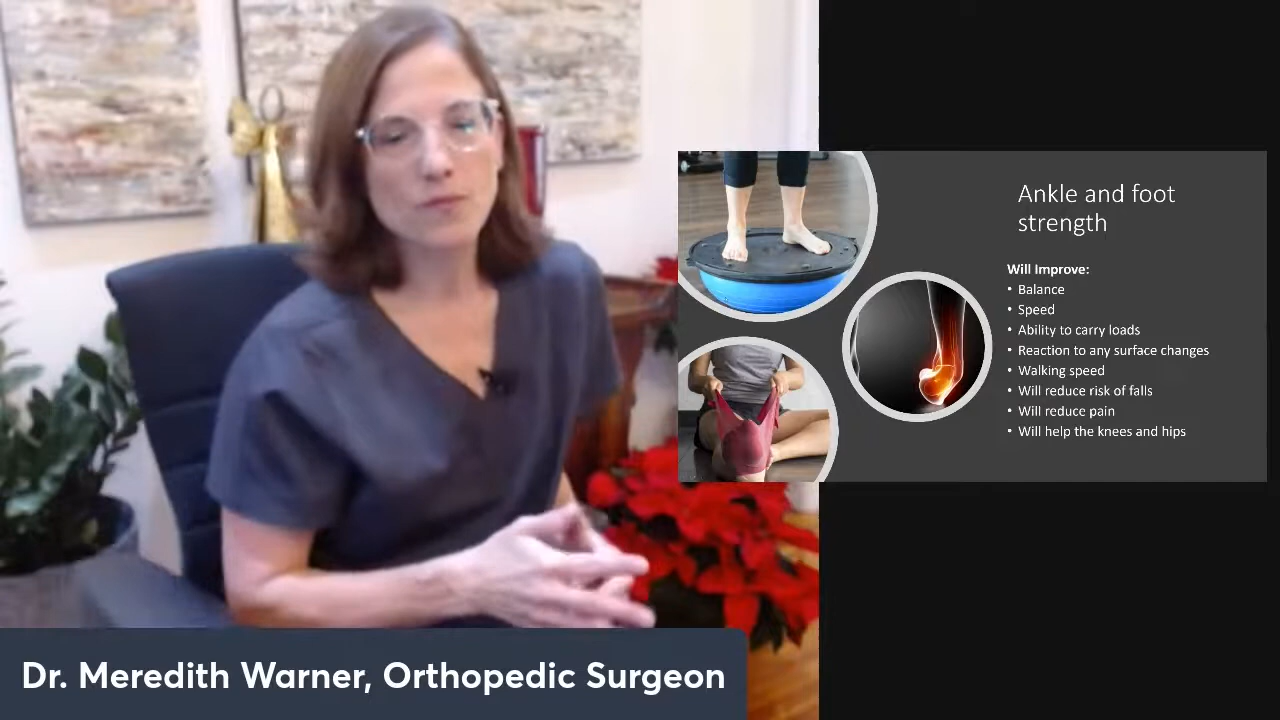 Ankle and foot
strength
Will Improve:
• Balance
• Speed
• Ability to carry loads
• Reaction to any surface changes
• Walking speed
• Will reduce risk of falls
• Will reduce pain
• Will help the knees and hips
Dr. Meredith Warner, Orthopedic Surgeon